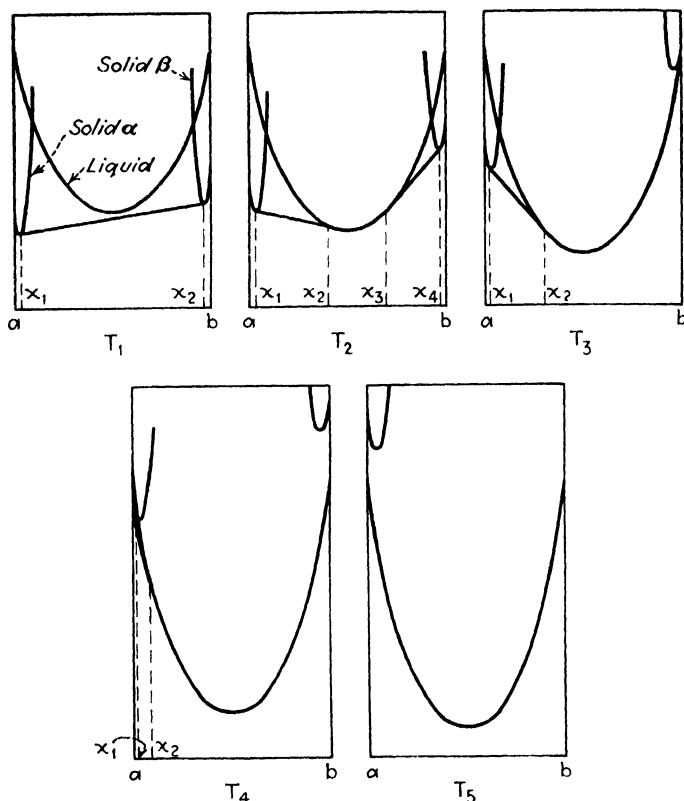 Solid β
Solid α
Liquid
x₁ x₂
a b
T₁
x₁ x₂ x₃ x₄
a b
T₂
x₁ x₂
a b
T₃
x₁ x₂
a b
T₄
a b
T₅